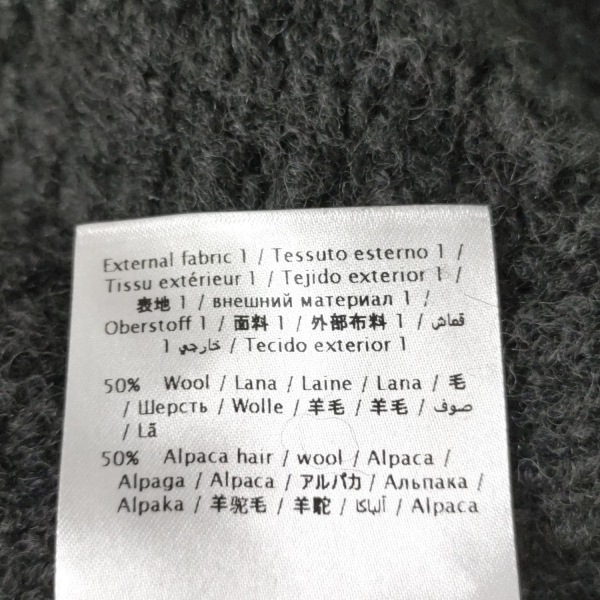 External fabric 1 / Tessuto esterno 1 /
Tissu extérieur 1 / Tejido exterior 1 /
表地 1 / внешний материал 1 /
Oberstoff 1 / 面料 1 / 外部布料 1 / قماش
خارجي 1 / Tecido exterior 1
50% Wool / Lana / Laine / Lana / 毛
/ Шерсть / Wolle / 羊毛 / 羊毛 / صوف
/ Lã
50% Alpaca hair / wool / Alpaca /
Alpaga / Alpaca / アルパカ / Альпака /
Alpaka / 羊驼毛 / 羊駝 / ألباكا / Alpaca